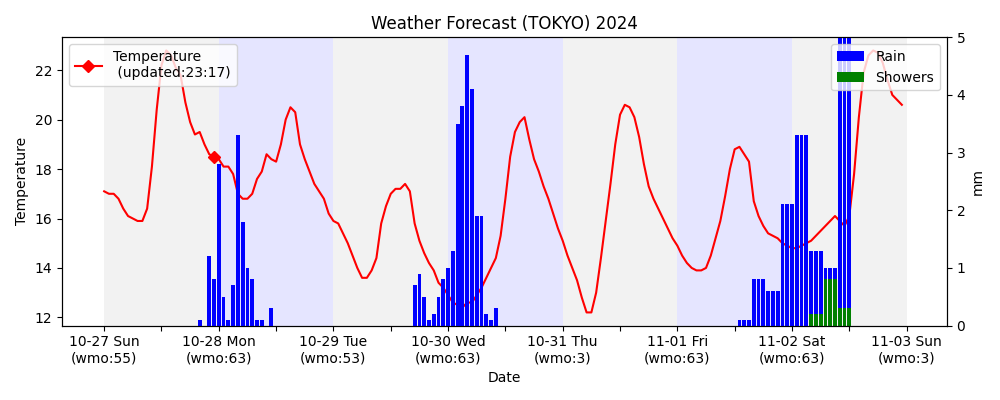 Weather Forecast (TOKYO) 2024
Temperature
(updated:23:17)
Rain
Showers
Temperature
22
20
18
16
14
12
5
4
3
2
1
0
mm
10-27 Sun
(wmo:55)
10-28 Mon
(wmo:63)
10-29 Tue
(wmo:53)
10-30 Wed
(wmo:63)
10-31 Thu
(wmo:3)
11-01 Fri
(wmo:63)
11-02 Sat
(wmo:63)
11-03 Sun
(wmo:3)
Date